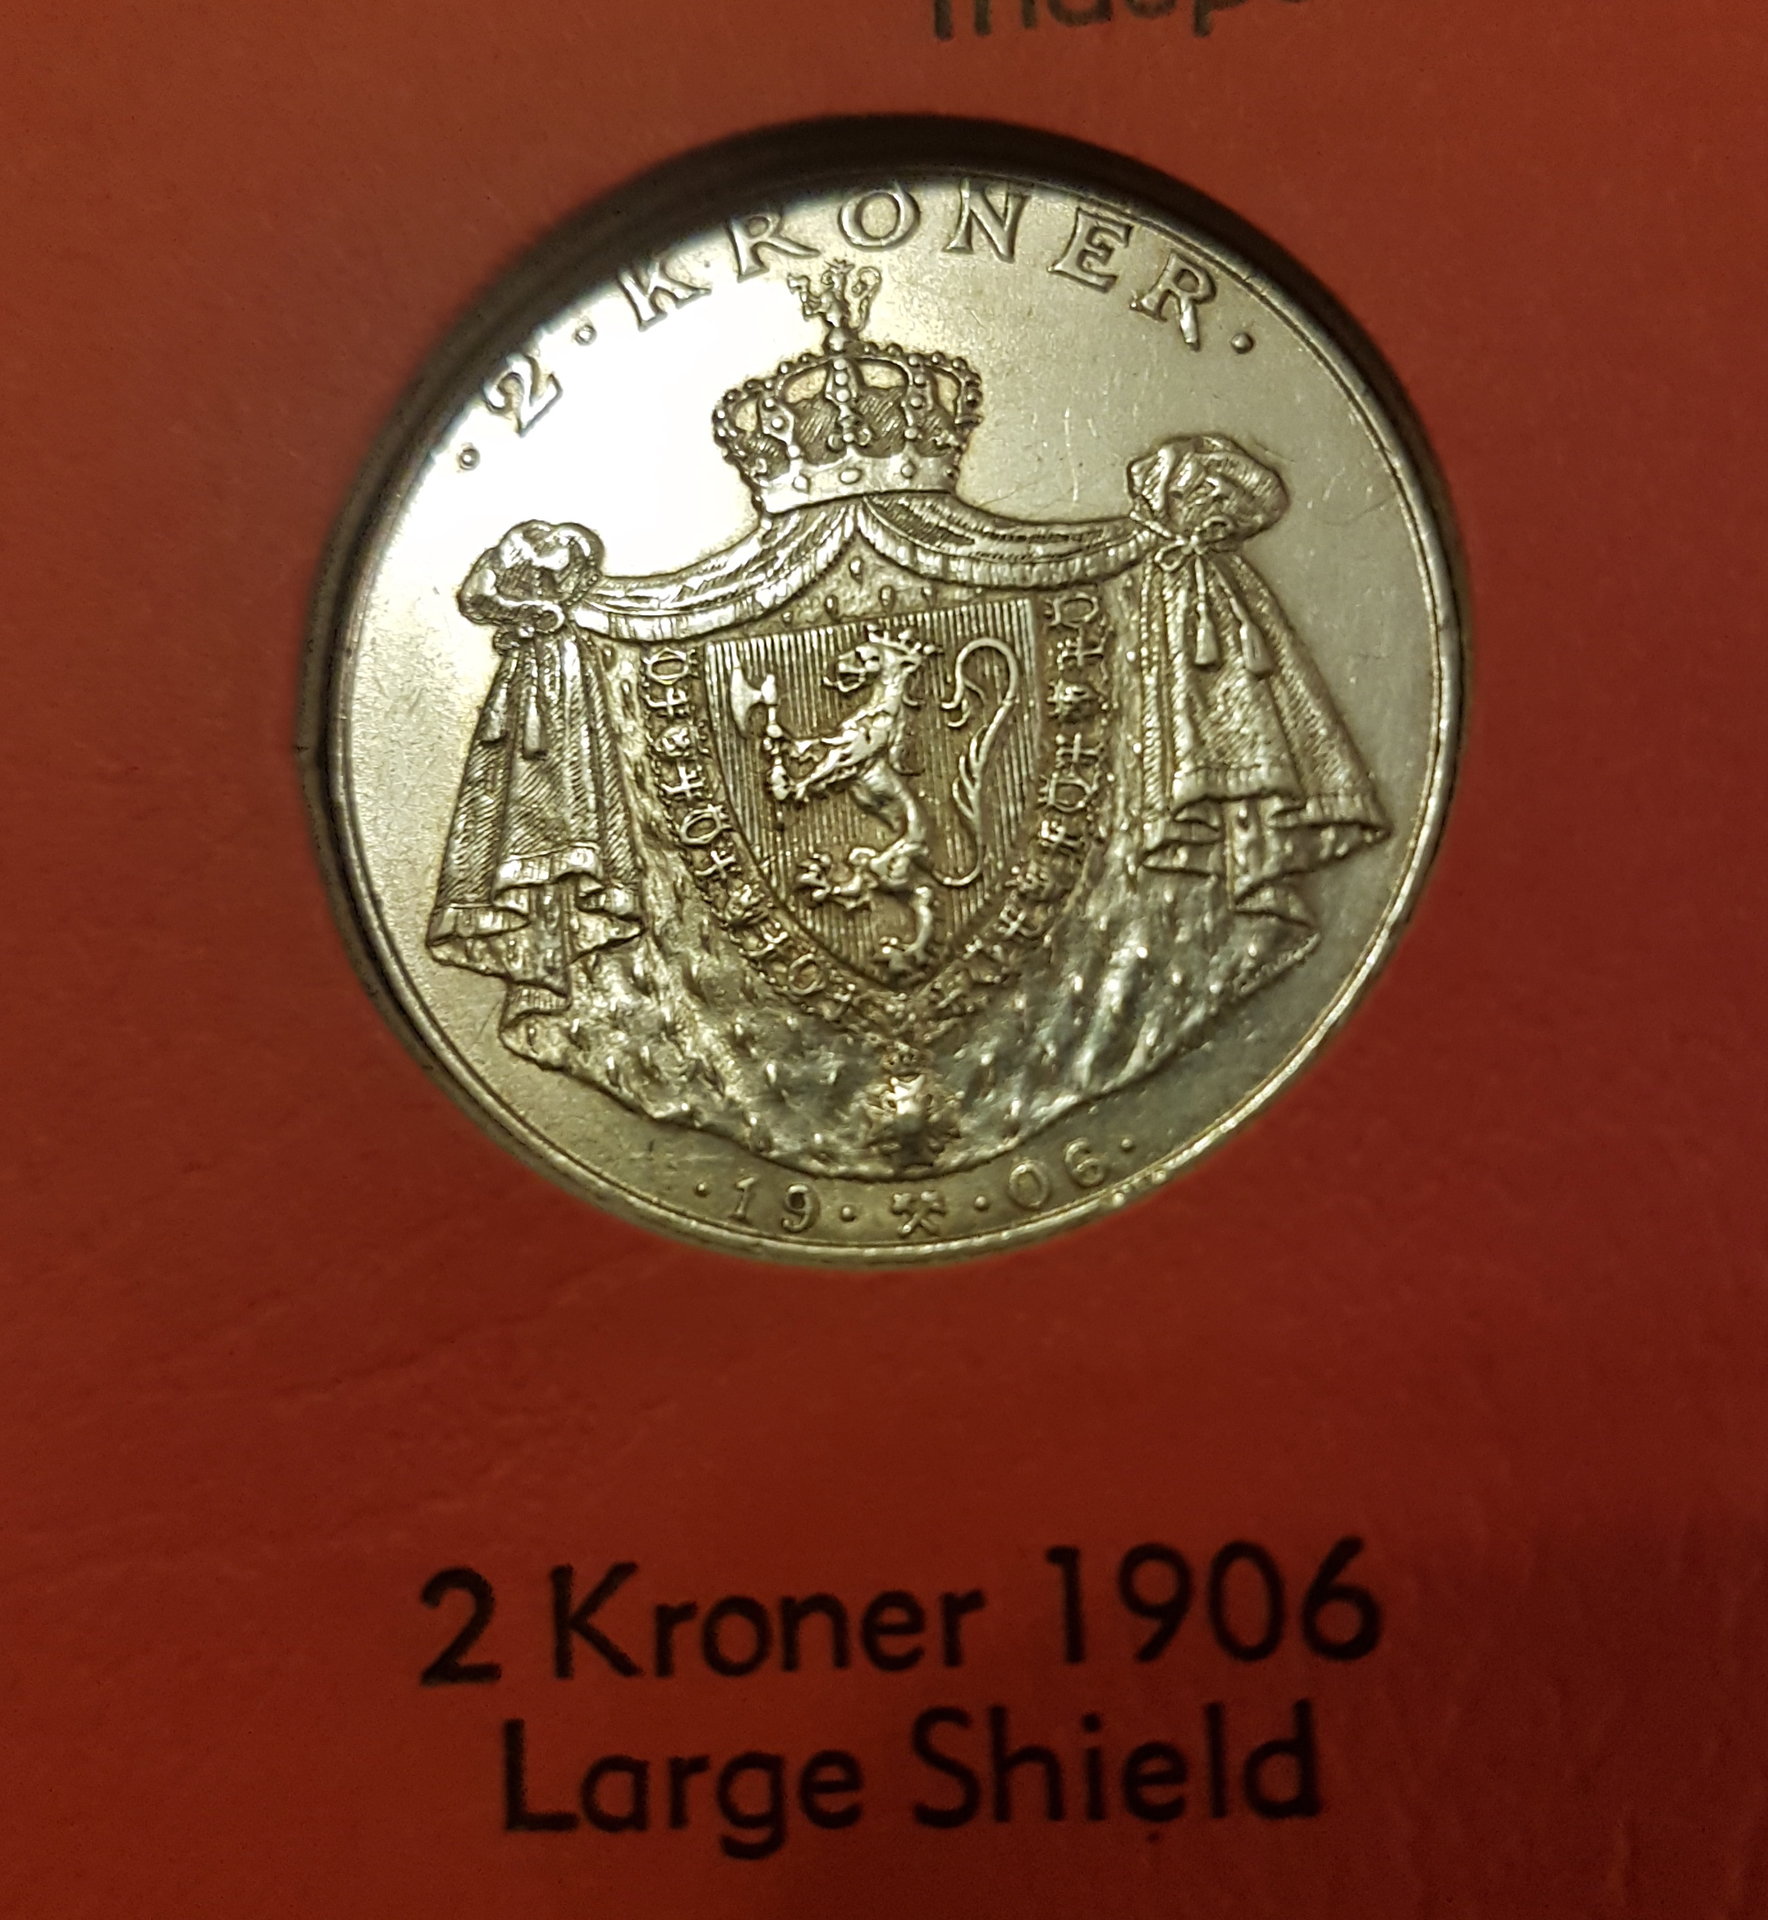 ·2·KRONER·
·19· ·06·
2 Kroner 1906
Large Shield